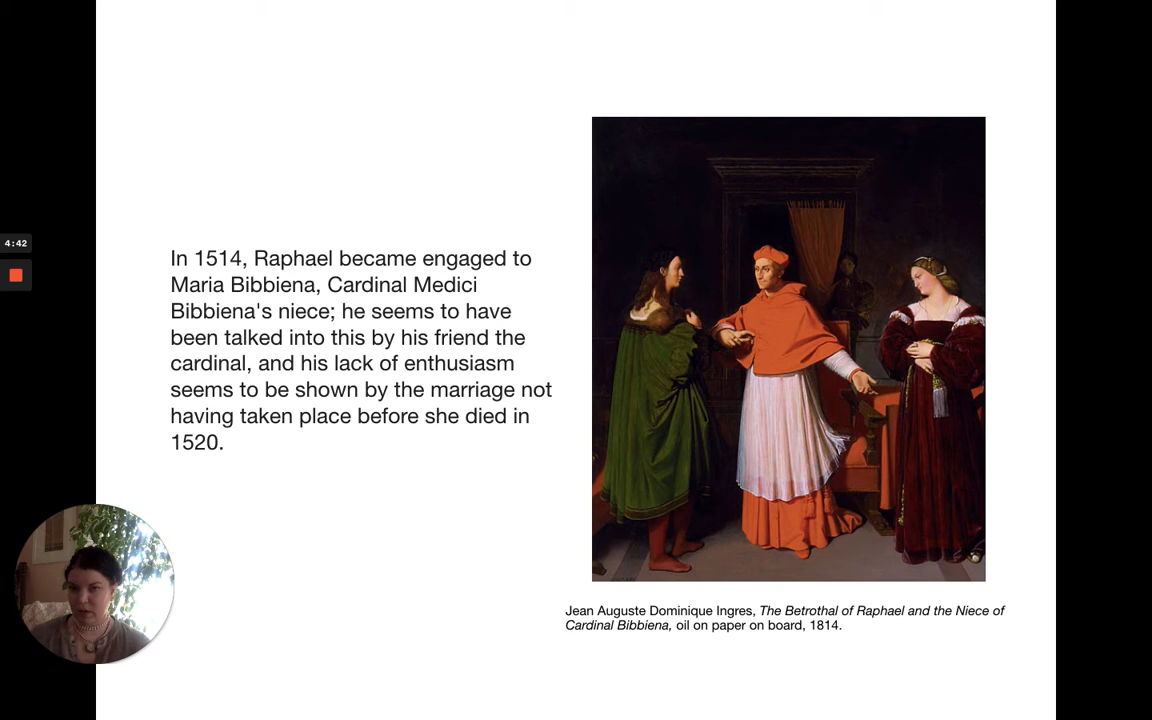 4:42
In 1514, Raphael became engaged to
Maria Bibbiena, Cardinal Medici
Bibbiena's niece; he seems to have
been talked into this by his friend the
cardinal, and his lack of enthusiasm
seems to be shown by the marriage not
having taken place before she died in
1520.
Jean Auguste Dominique Ingres, The Betrothal of Raphael and the Niece of
Cardinal Bibbiena, oil on paper on board, 1814.